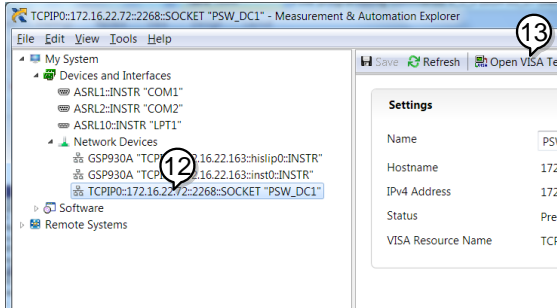 TCPIP0::172.16.22.72::2268::SOCKET "PSW_DC1" - Measurement & Automation Explorer
File Edit View Tools Help
13
My System
Save Refresh Open VISA Te
Devices and Interfaces
ASRL1::INSTR "COM1"
ASRL2::INSTR "COM2"
ASRL10::INSTR "LPT1"
Network Devices
GSP930A "TCP 2.16.22.163::hislip0::INSTR"
GSP930A "TCPI 2.16.22.163::inst0::INSTR"
12
TCPIP0::172.16.22.72::2268::SOCKET "PSW_DC1"
Software
Remote Systems
Settings
Name PSW
Hostname 172
IPv4 Address 172
Status Pre
VISA Resource Name TCP